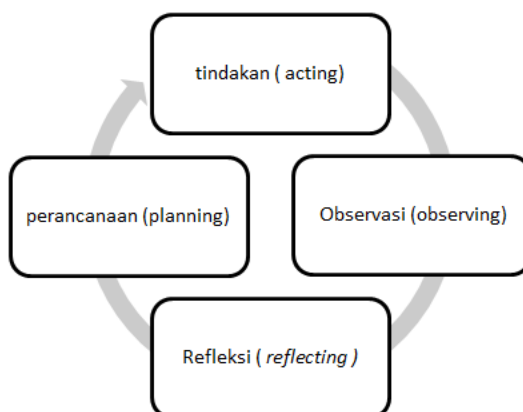 tindakan ( acting)
perancanaan (planning)
Observasi (observing)
Refleksi ( reflecting )